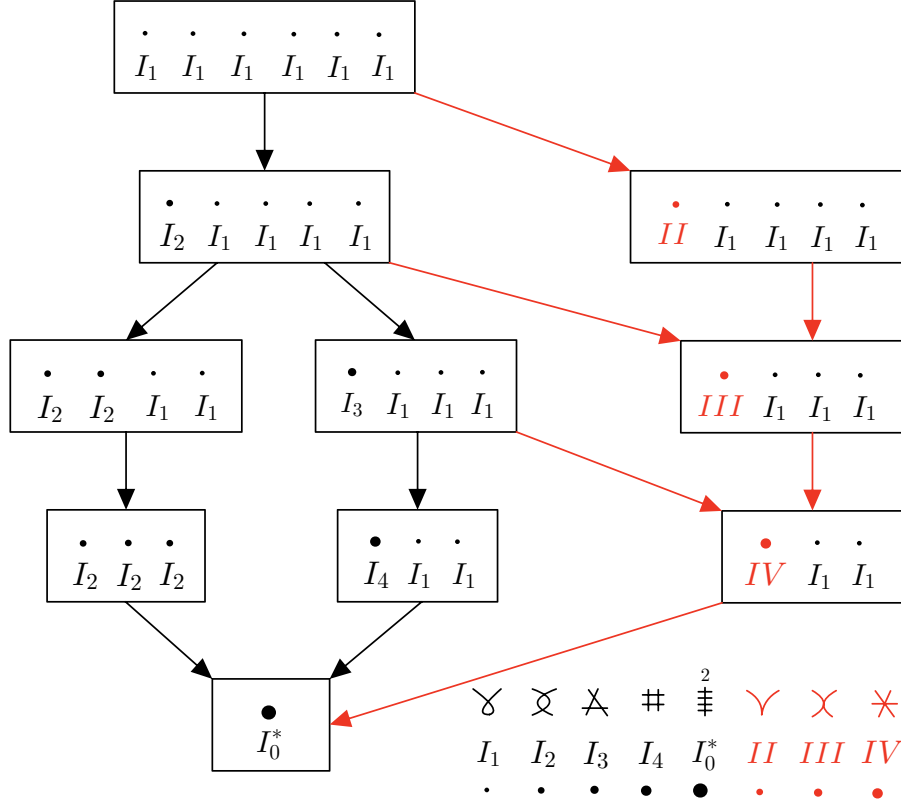 I₁ I₁ I₁ I₁ I₁ I₁
I₂ I₁ I₁ I₁ I₁
II I₁ I₁ I₁ I₁
I₂ I₂ I₁ I₁
I₃ I₁ I₁ I₁
III I₁ I₁ I₁
I₂ I₂ I₂
I₄ I₁ I₁
IV I₁ I₁
I₀*
2
I₁ I₂ I₃ I₄ I₀* II III IV